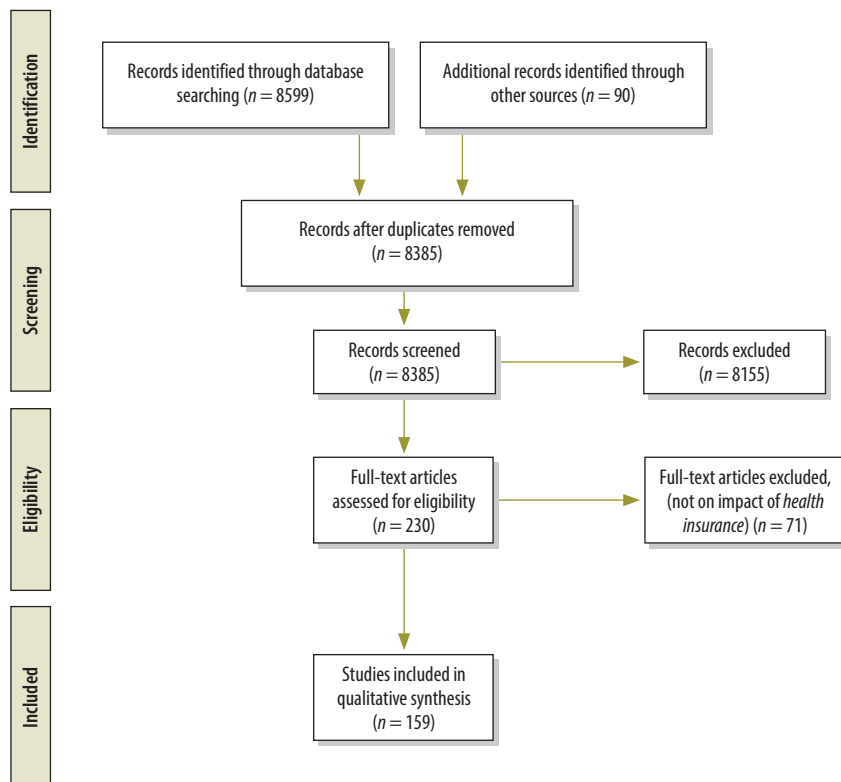 Identification
Records identified through database
searching (n = 8599)
Additional records identified through
other sources (n = 90)
Screening
Records after duplicates removed
(n = 8385)
Records screened
(n = 8385)
Records excluded
(n = 8155)
Eligibility
Full-text articles
assessed for eligibility
(n = 230)
Full-text articles excluded,
(not on impact of health
insurance) (n = 71)
Included
Studies included in
qualitative synthesis
(n = 159)